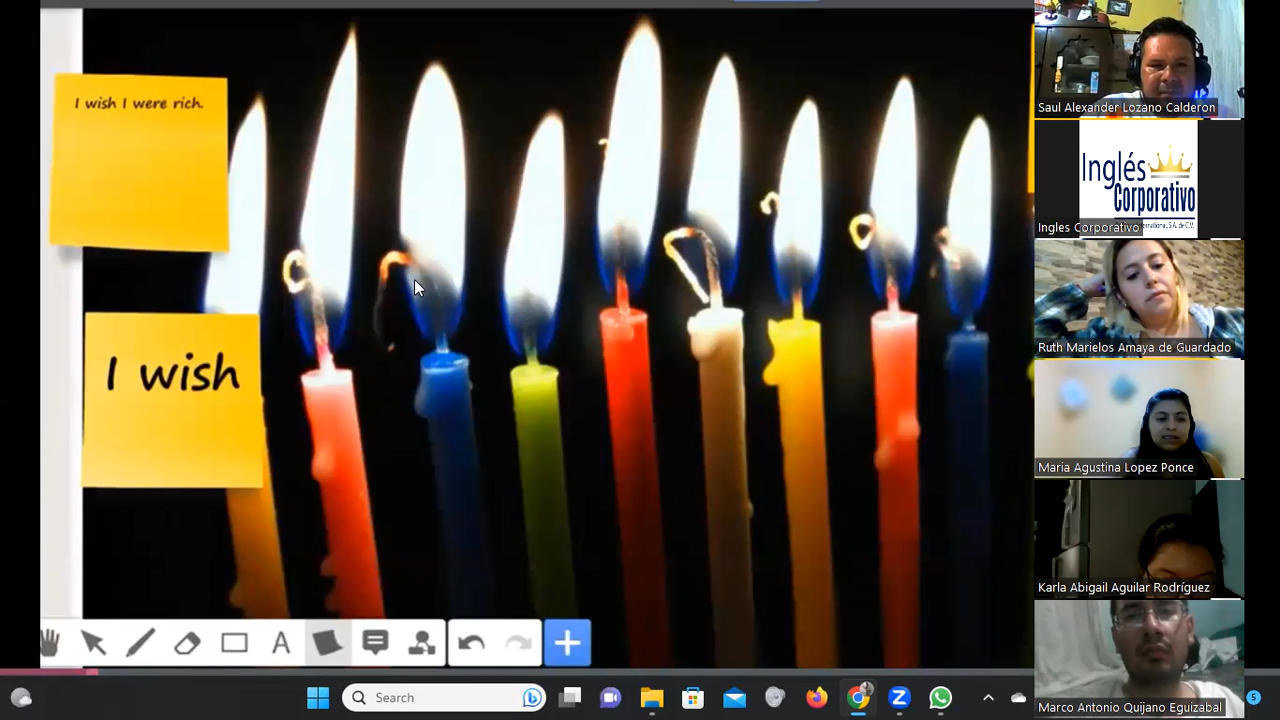 I wish I were rich.
I wish
A
Search
Saul Alexander Lozano Calderon
Inglés
Corporativo
Ingles Corporativo
Ruth Marielos Amaya de Guardado
Maria Agustina Lopez Ponce
Karla Abigail Aguilar Rodríguez
Marco Antonio Quijano Eguizabal
5